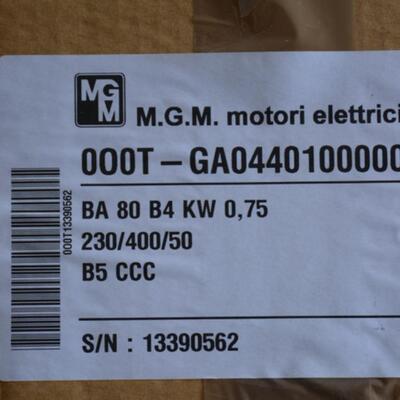 MGM
M.G.M. motori elettrici
000T-GA0440100000
BA 80 B4 KW 0,75
230/400/50
B5 CCC
S/N : 13390562
000T13390562